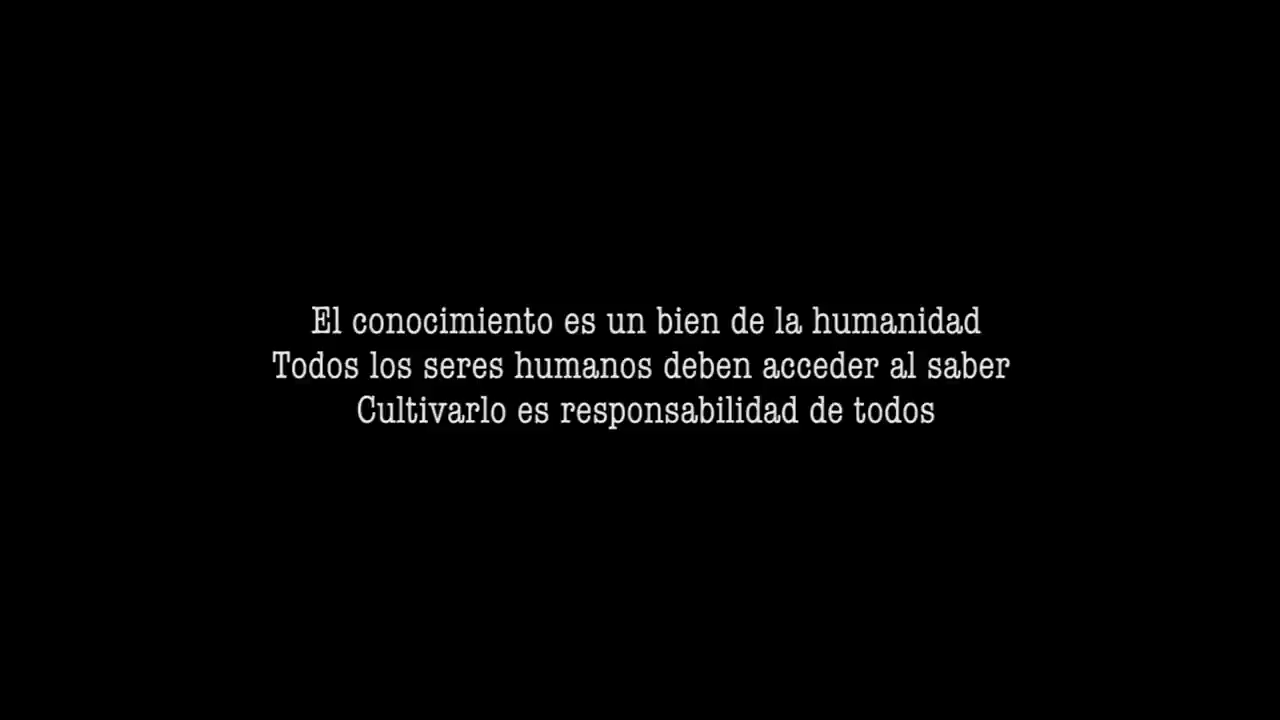 El conocimiento es un bien de la humanidad
Todos los seres humanos deben acceder al saber
Cultivarlo es responsabilidad de todos